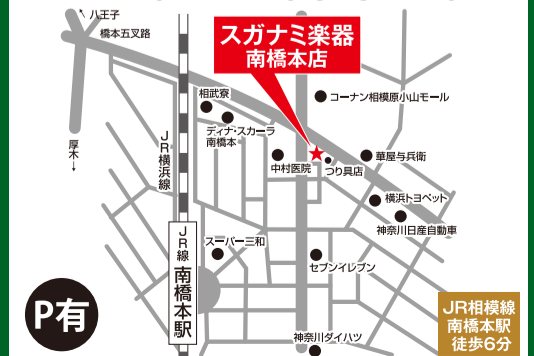 八王子
橋本五叉路
スガナミ楽器
南橋本店
相武寮
コーナン相模原小山モール
ディナ・スカーラ
南橋本
厚木→
JR横浜線
中村医院
つり具店
華屋与兵衛
横浜トヨペット
神奈川日産自動車
JR線
南橋本駅
スーパー三和
セブンイレブン
P有
神奈川ダイハツ
JR相模線
南橋本駅
徒歩6分